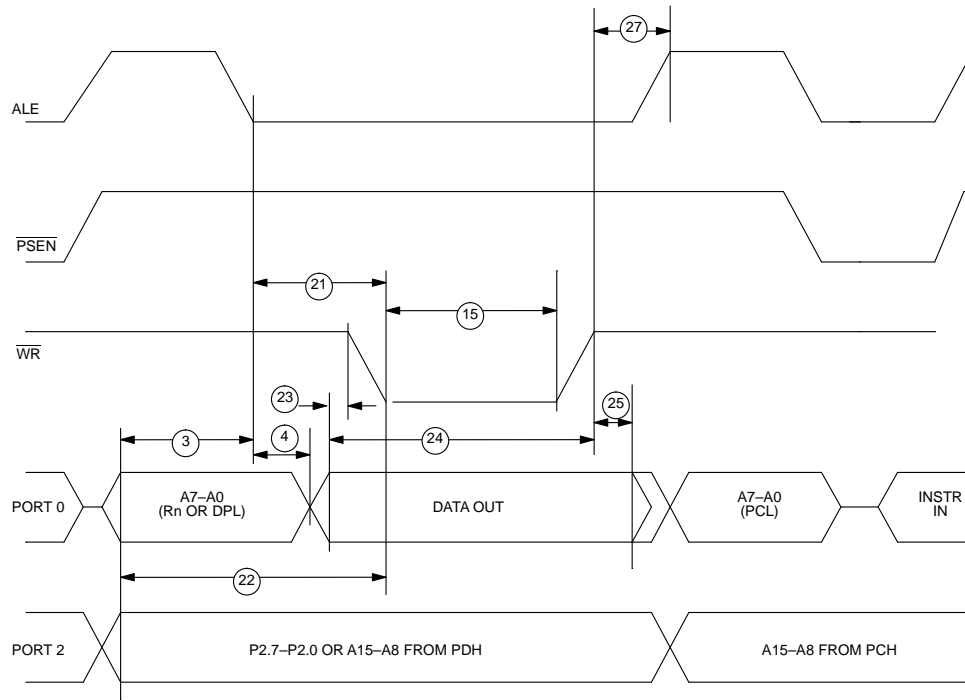 27
ALE
PSEN
21
15
WR
23
25
3
4
24
PORT 0
A7–A0
(Rn OR DPL)
DATA OUT
A7–A0
(PCL)
INSTR
IN
22
PORT 2
P2.7–P2.0 OR A15–A8 FROM PDH
A15–A8 FROM PCH